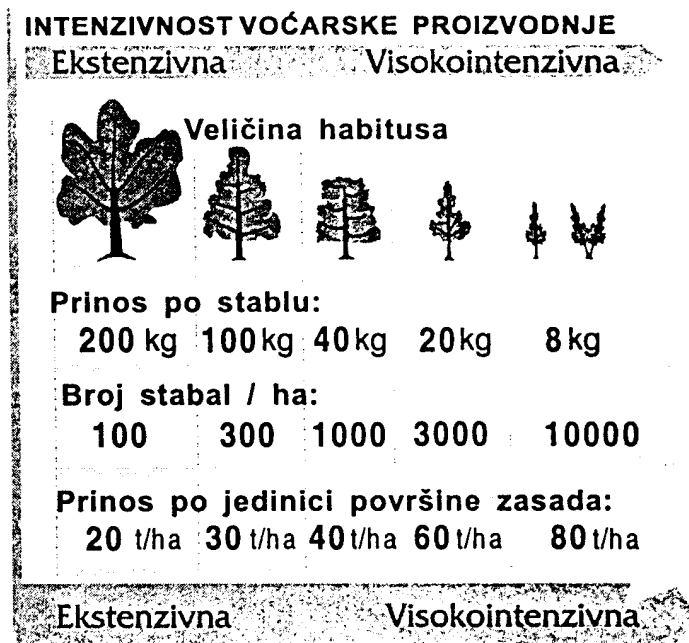 INTENZIVNOST VOĆARSKE PROIZVODNJE
Ekstenzivna Visokointenzivna
Veličina habitusa
Prinos po stablu:
200 kg 100 kg 40 kg 20 kg 8 kg
Broj stabal / ha:
100 300 1000 3000 10000
Prinos po jedinici površine zasada:
20 t/ha 30 t/ha 40 t/ha 60 t/ha 80 t/ha
Ekstenzivna Visokointenzivna